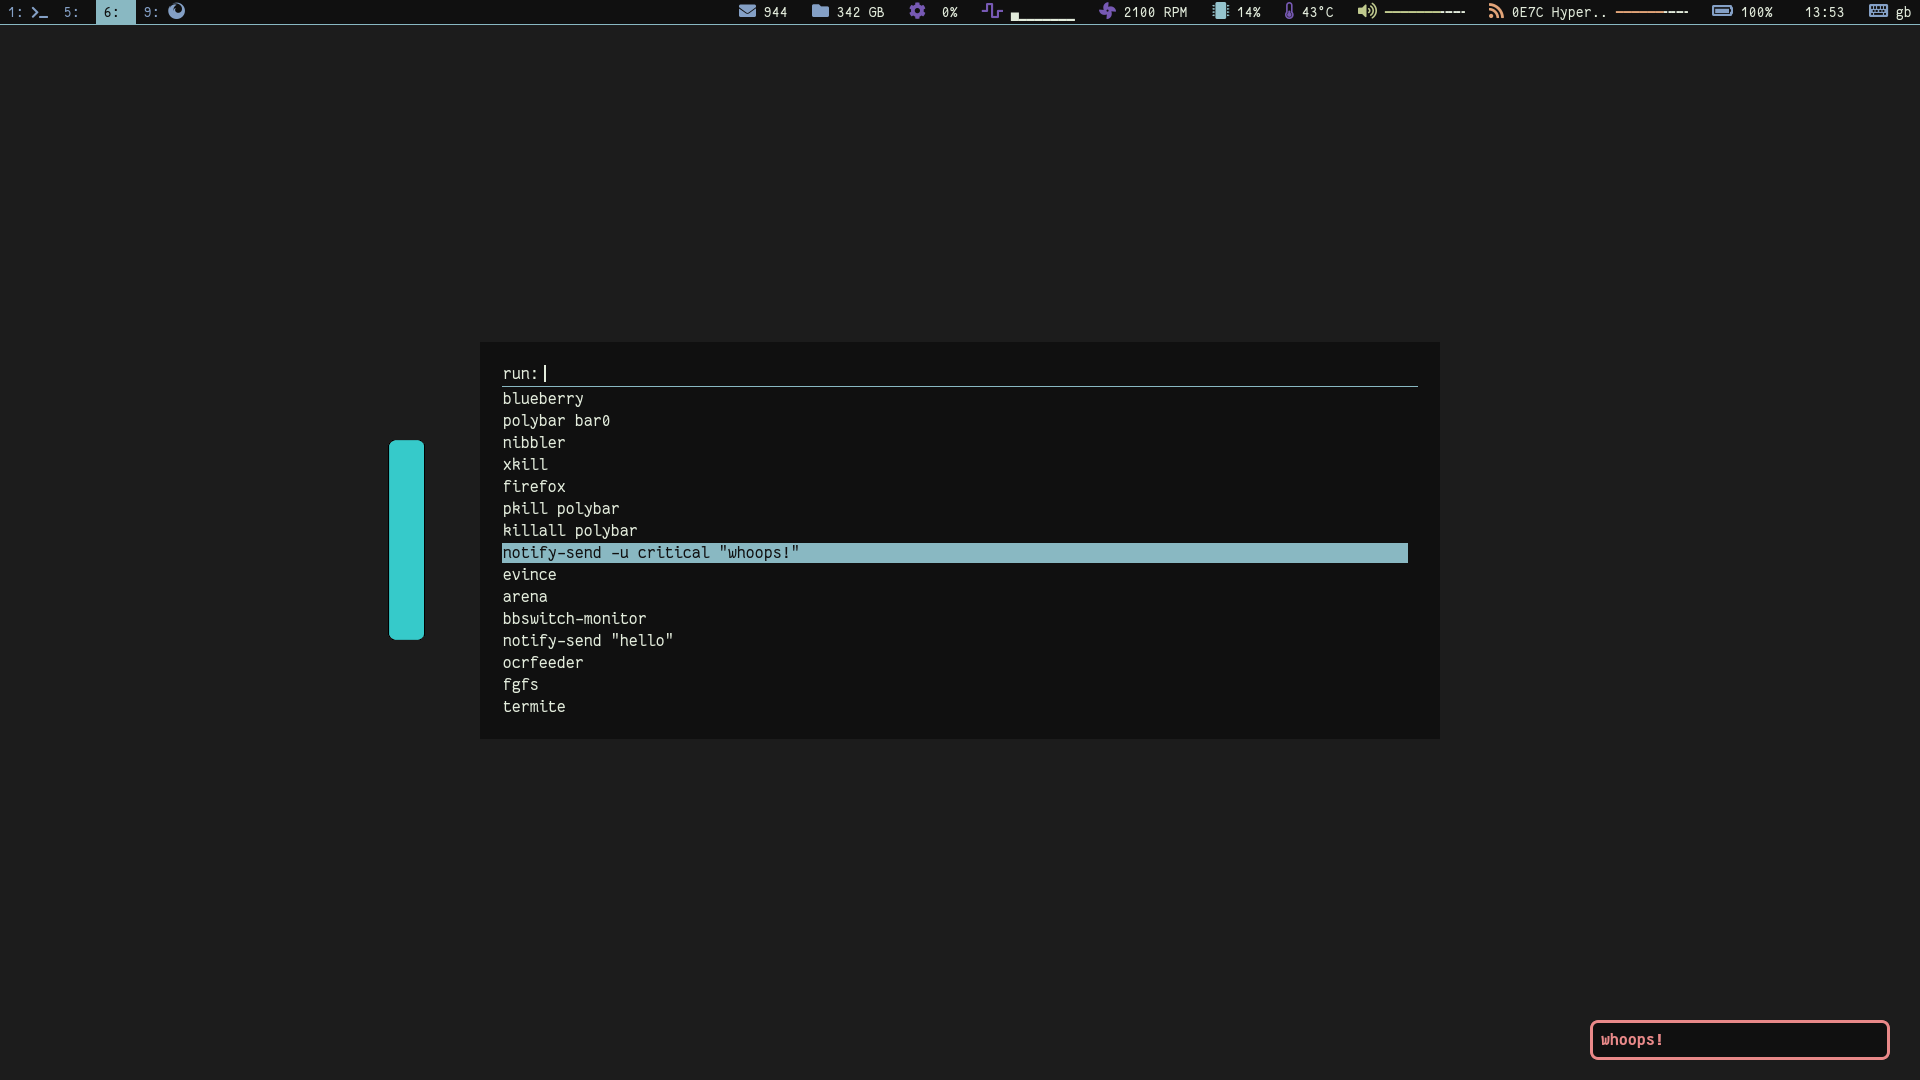 1: 5: 6: 9: 944 342 GB 0% 2100 RPM 14% 43°C 0E7C Hyper.. 100% 13:53 gb
run:
blueberry
polybar bar0
nibbler
xkill
firefox
pkill polybar
killall polybar
notify-send -u critical "whoops!"
evince
arena
bbswitch-monitor
notify-send "hello"
ocrfeeder
fgfs
termite
whoops!